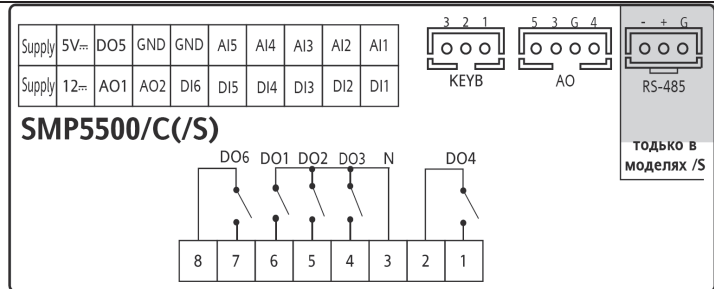 3 2 1
5 3 G 4
- + G
Supply 5V⎓ DO5 GND GND AI5 AI4 AI3 AI2 AI1
KEYB
AO
RS-485
Supply 12⎓ AO1 AO2 DI6 DI5 DI4 DI3 DI2 DI1
SMP5500/C(/S)
только в
моделях /S
DO6 DO1 DO2 DO3 N DO4
8 7 6 5 4 3 2 1